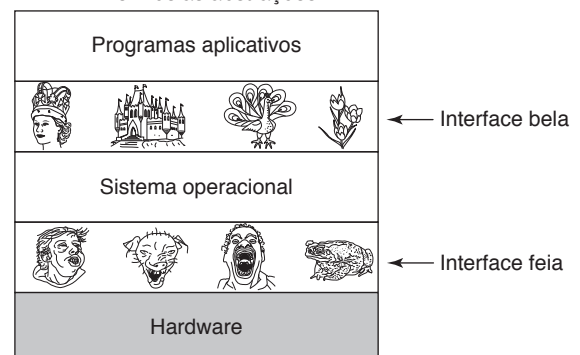 Programas aplicativos
Interface bela
Sistema operacional
Interface feia
Hardware